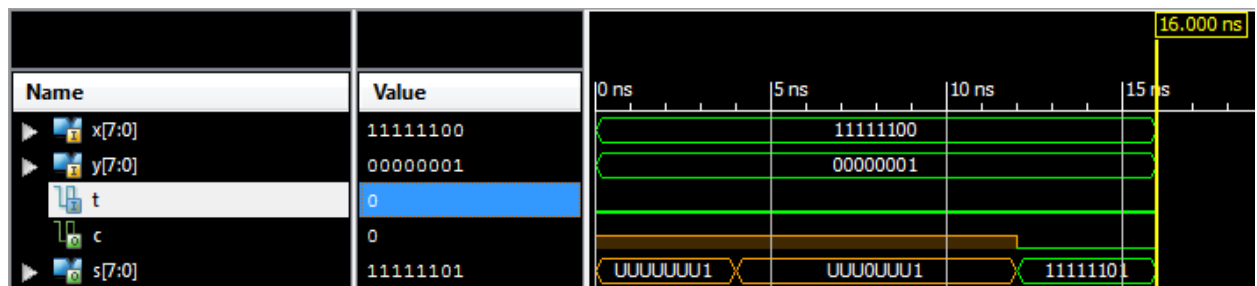 16.000 ns
Name Value 0 ns 5 ns 10 ns 15 ns
x[7:0] 11111100 11111100
y[7:0] 00000001 00000001
t 0
c 0
s[7:0] 11111101 UUUUUUU1 UUU0UUU1 11111101